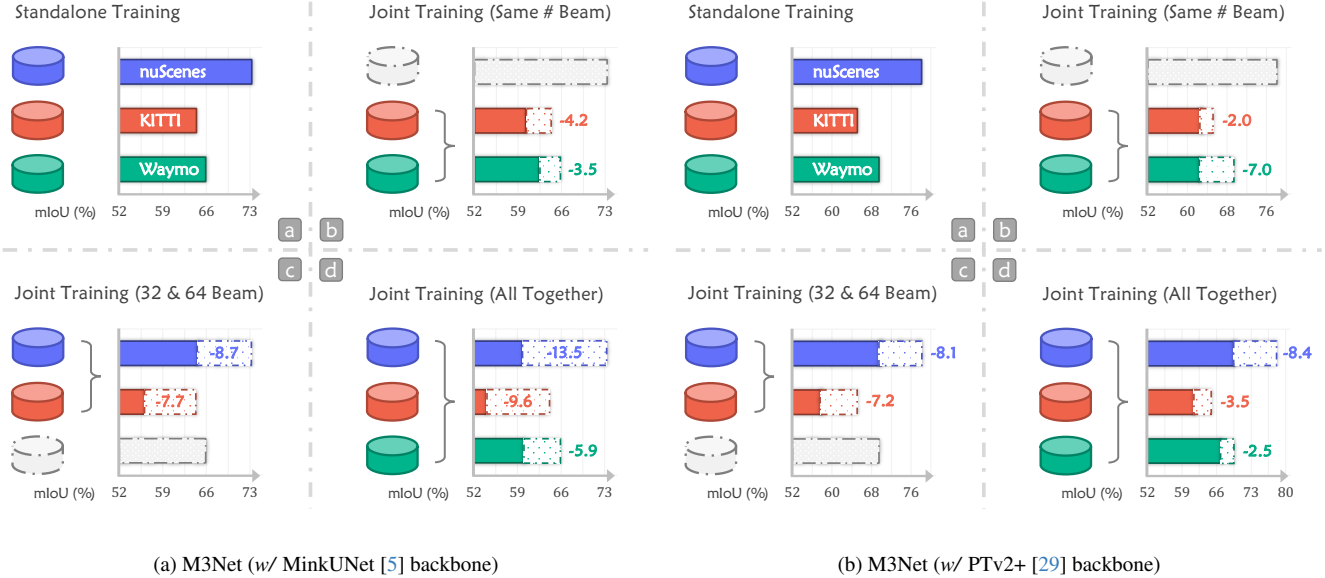 Standalone Training
nuScenes
KITTI
Waymo
mIoU (%)
52 59 66 73
a
Joint Training (Same # Beam)
-4.2
-3.5
52 59 66 73
b
Joint Training (32 & 64 Beam)
-8.7
-7.7
mIoU (%)
52 59 66 73
c
Joint Training (All Together)
-13.5
-9.6
-5.9
52 59 66 73
d
(a) M3Net (w/ MinkUNet [5] backbone)
Standalone Training
nuScenes
KITTI
Waymo
mIoU (%)
52 60 68 76
a
Joint Training (Same # Beam)
-2.0
-7.0
52 60 68 76
b
Joint Training (32 & 64 Beam)
-8.1
-7.2
mIoU (%)
52 60 68 76
c
Joint Training (All Together)
-8.4
-3.5
-2.5
52 59 66 73 80
d
(b) M3Net (w/ PTv2+ [29] backbone)